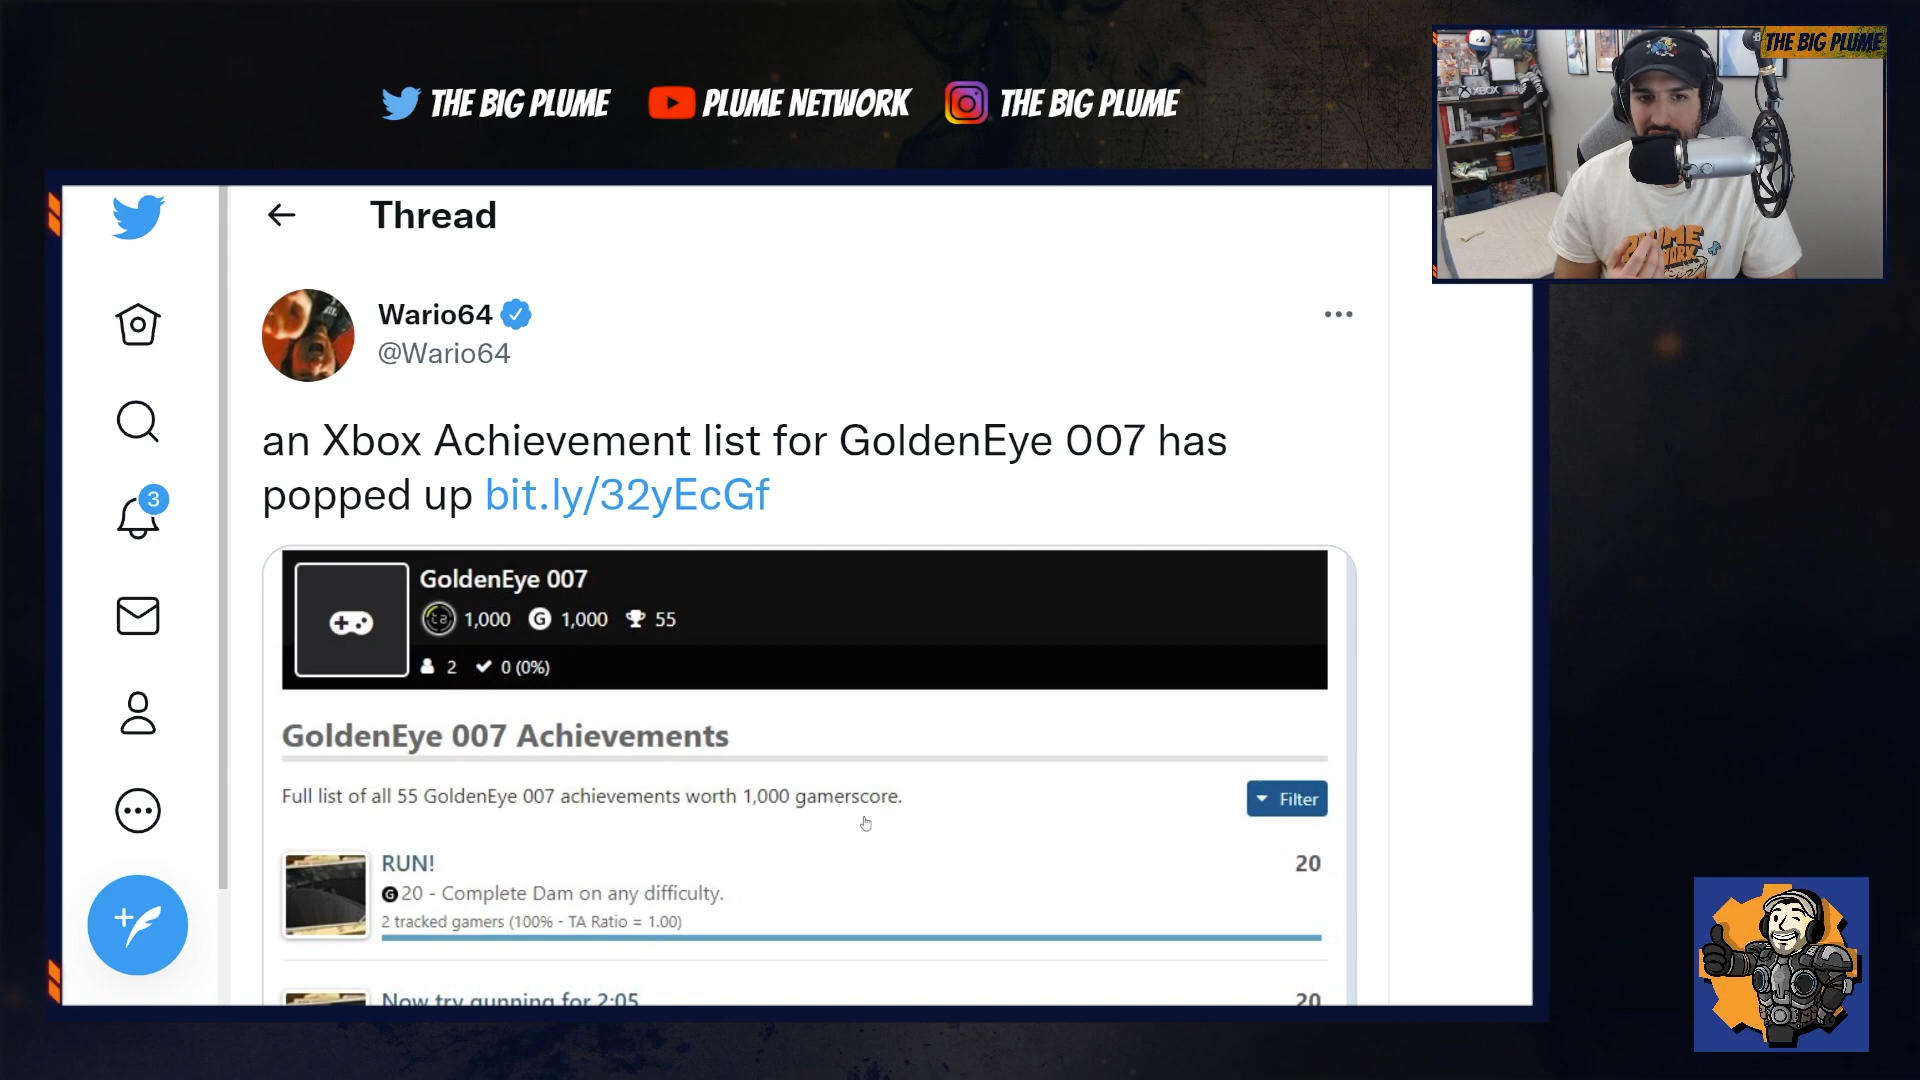 THE BIG PLUME
PLUME NETWORK
THE BIG PLUME
THE BIG PLUME
XBOX
Thread
Wario64
@Wario64
an Xbox Achievement list for GoldenEye 007 has
popped up bit.ly/32yEcGf
3
GoldenEye 007
ta 1,000 G 1,000 55
2 0 (0%)
GoldenEye 007 Achievements
Full list of all 55 GoldenEye 007 achievements worth 1,000 gamerscore.
Filter
RUN! 20
G 20 - Complete Dam on any difficulty.
2 tracked gamers (100% - TA Ratio = 1.00)
Now try gunning for 2:05 20